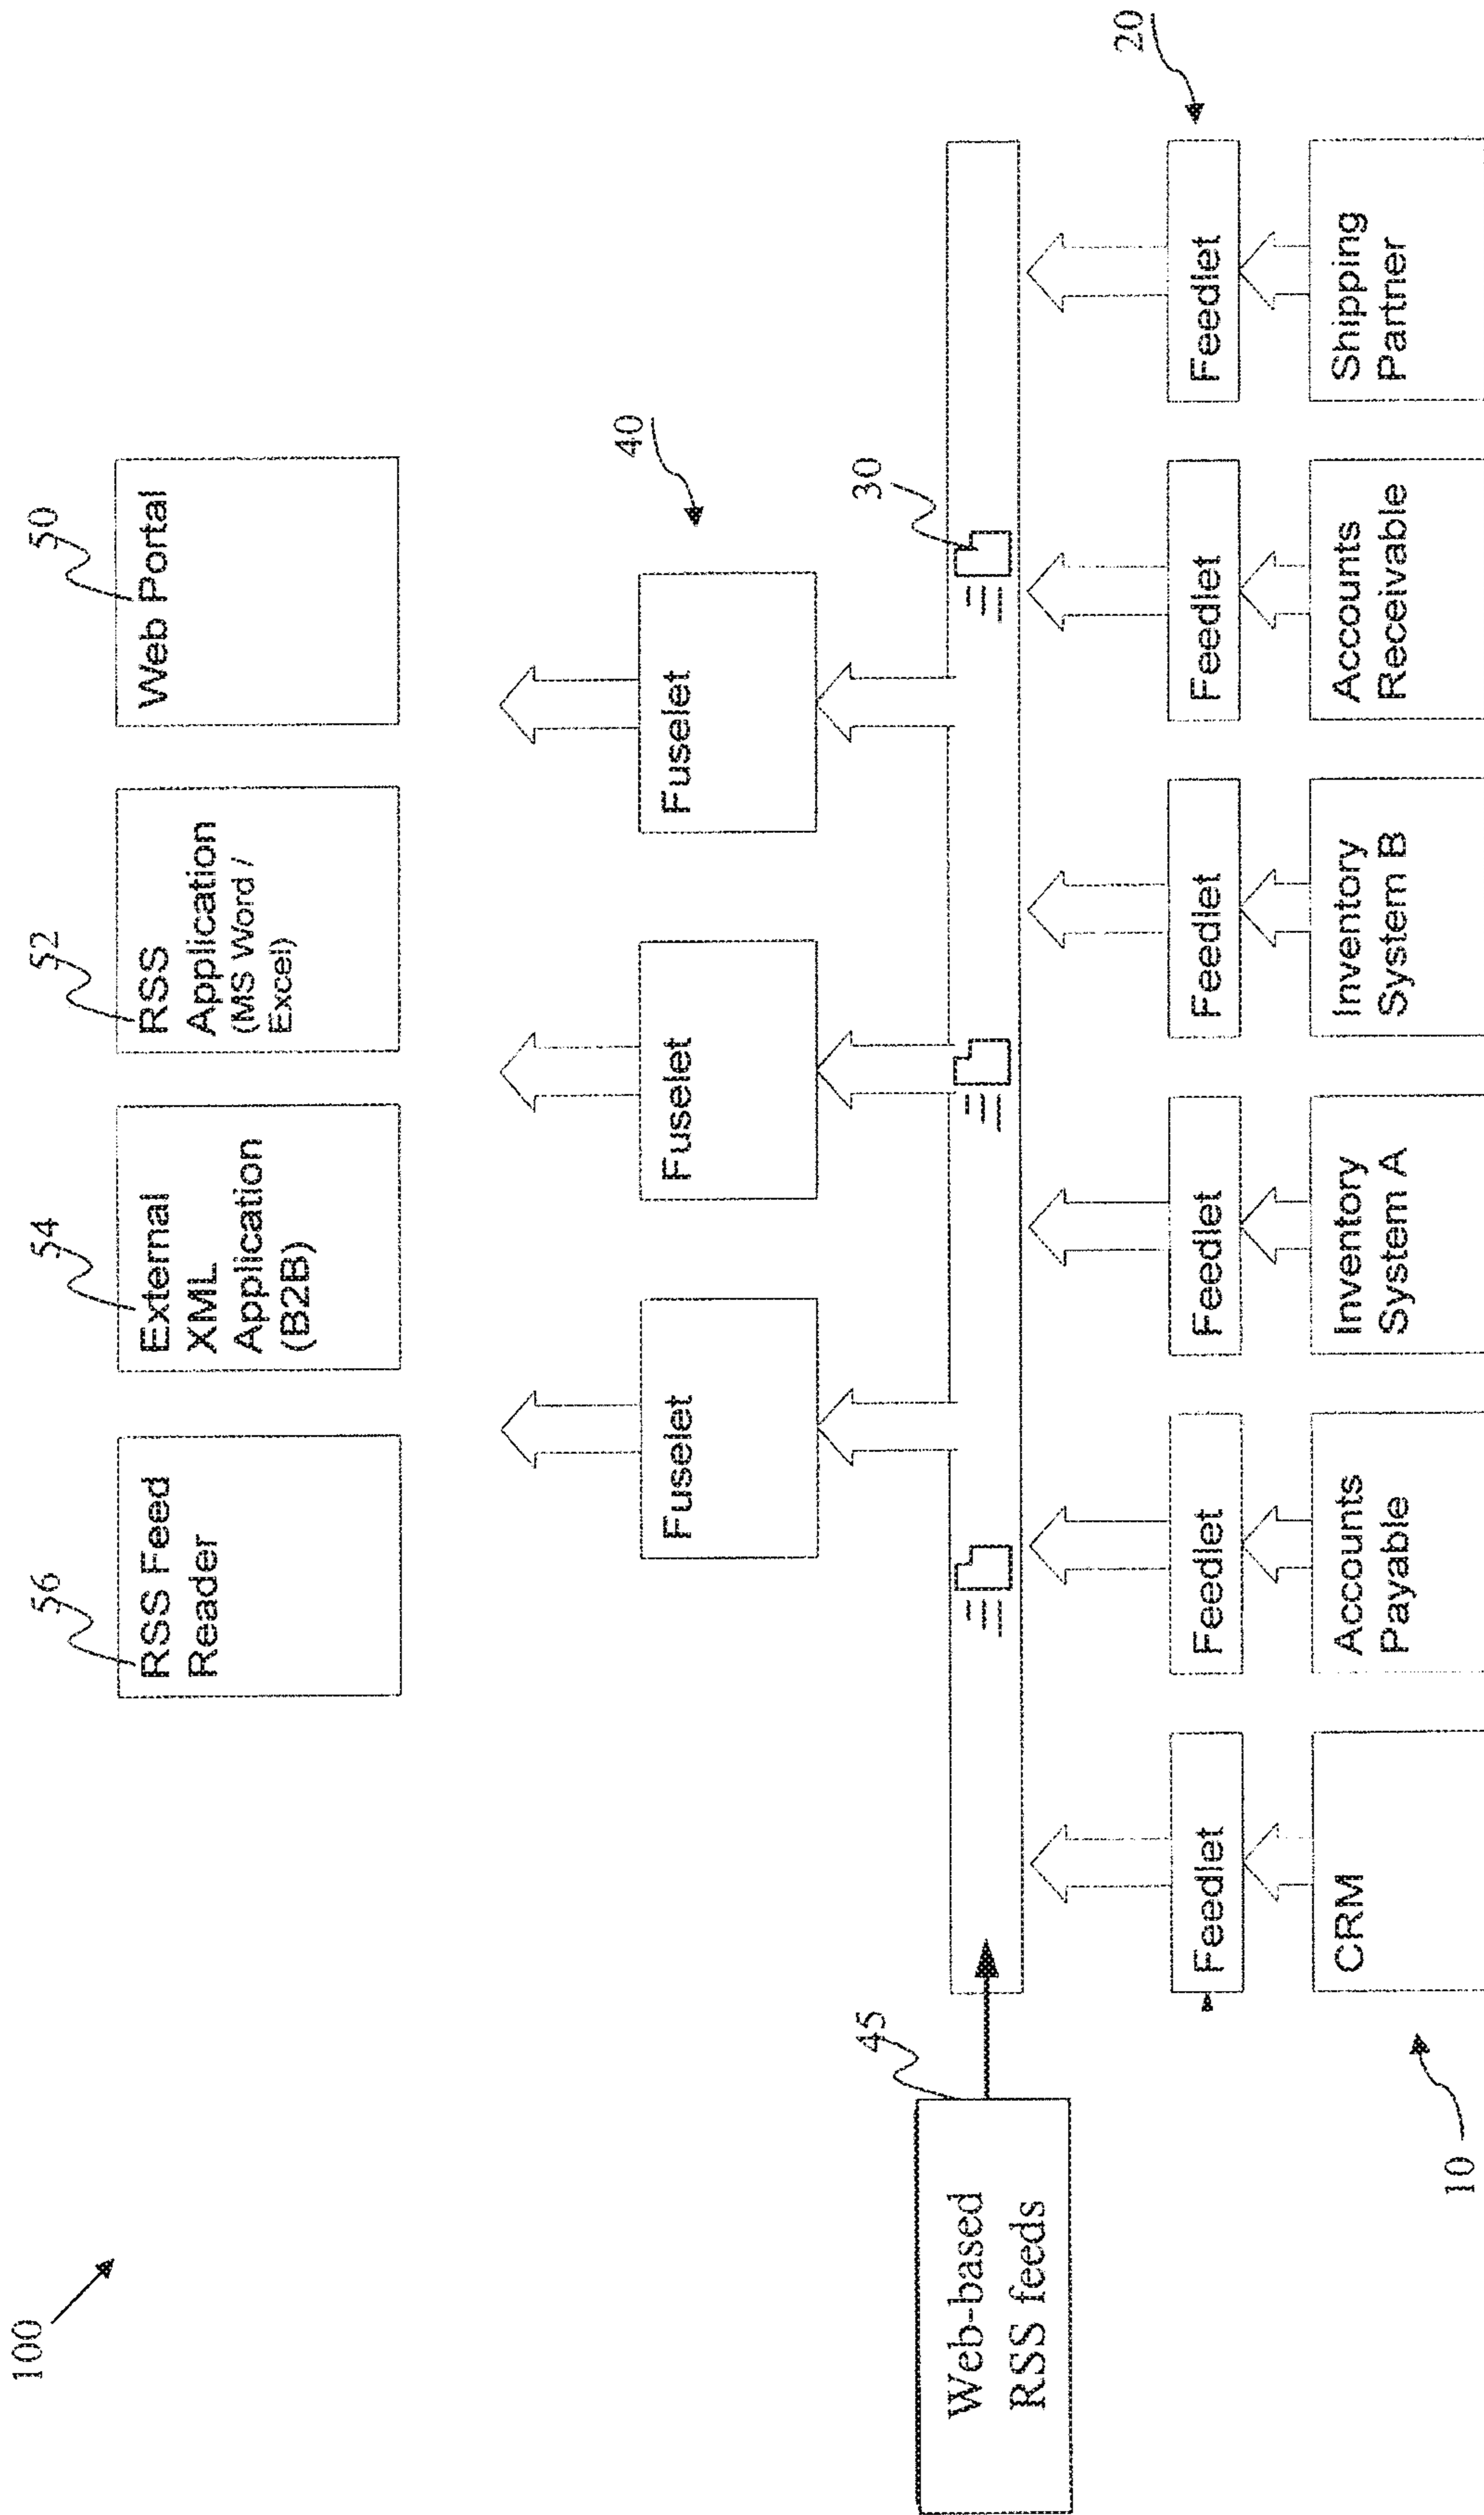 100
56
54
52
50
RSS Feed
Reader
External
XML
Application
(B2B)
RSS
Application
(MS Word /
Excel)
Web Portal
40
Fuselet
Fuselet
Fuselet
45
30
Web-based
RSS feeds
20
Feedlet
Feedlet
Feedlet
Feedlet
Feedlet
Feedlet
CRM
Accounts
Payable
Inventory
System A
Inventory
System B
Accounts
Receivable
Shipping
Partner
10